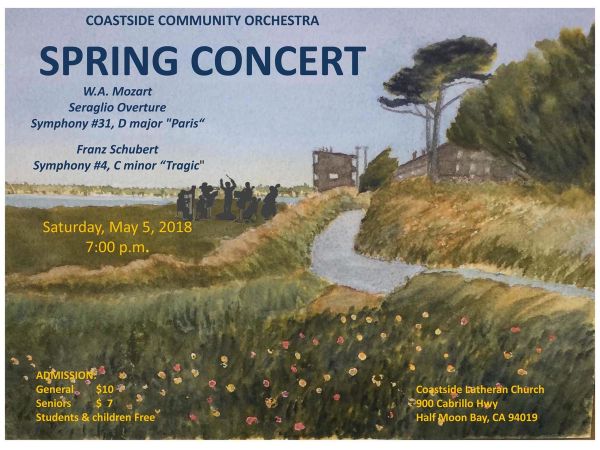 COASTSIDE COMMUNITY ORCHESTRA
SPRING CONCERT
W.A. Mozart
Seraglio Overture
Symphony #31, D major "Paris“
Franz Schubert
Symphony #4, C minor “Tragic"
Saturday, May 5, 2018
7:00 p.m.
ADMISSION:
General $10
Seniors $ 7
Students & children Free
Coastside Lutheran Church
900 Cabrillo Hwy
Half Moon Bay, CA 94019